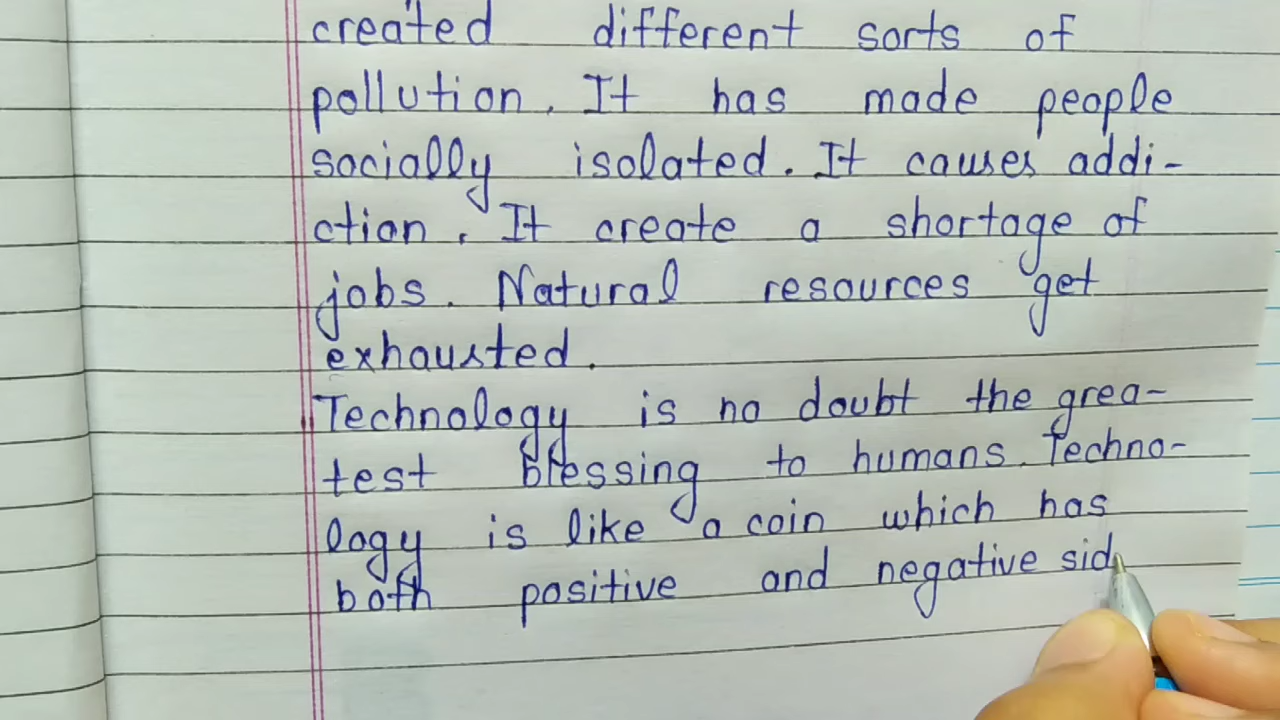 created different sorts of
pollution. It has made people
socially isolated. It causes addi-
ction. It create a shortage of
jobs. Natural resources get
exhausted.
Technology is no doubt the grea-
test blessing to humans. Techno-
logy is like a coin which has
both positive and negative sid